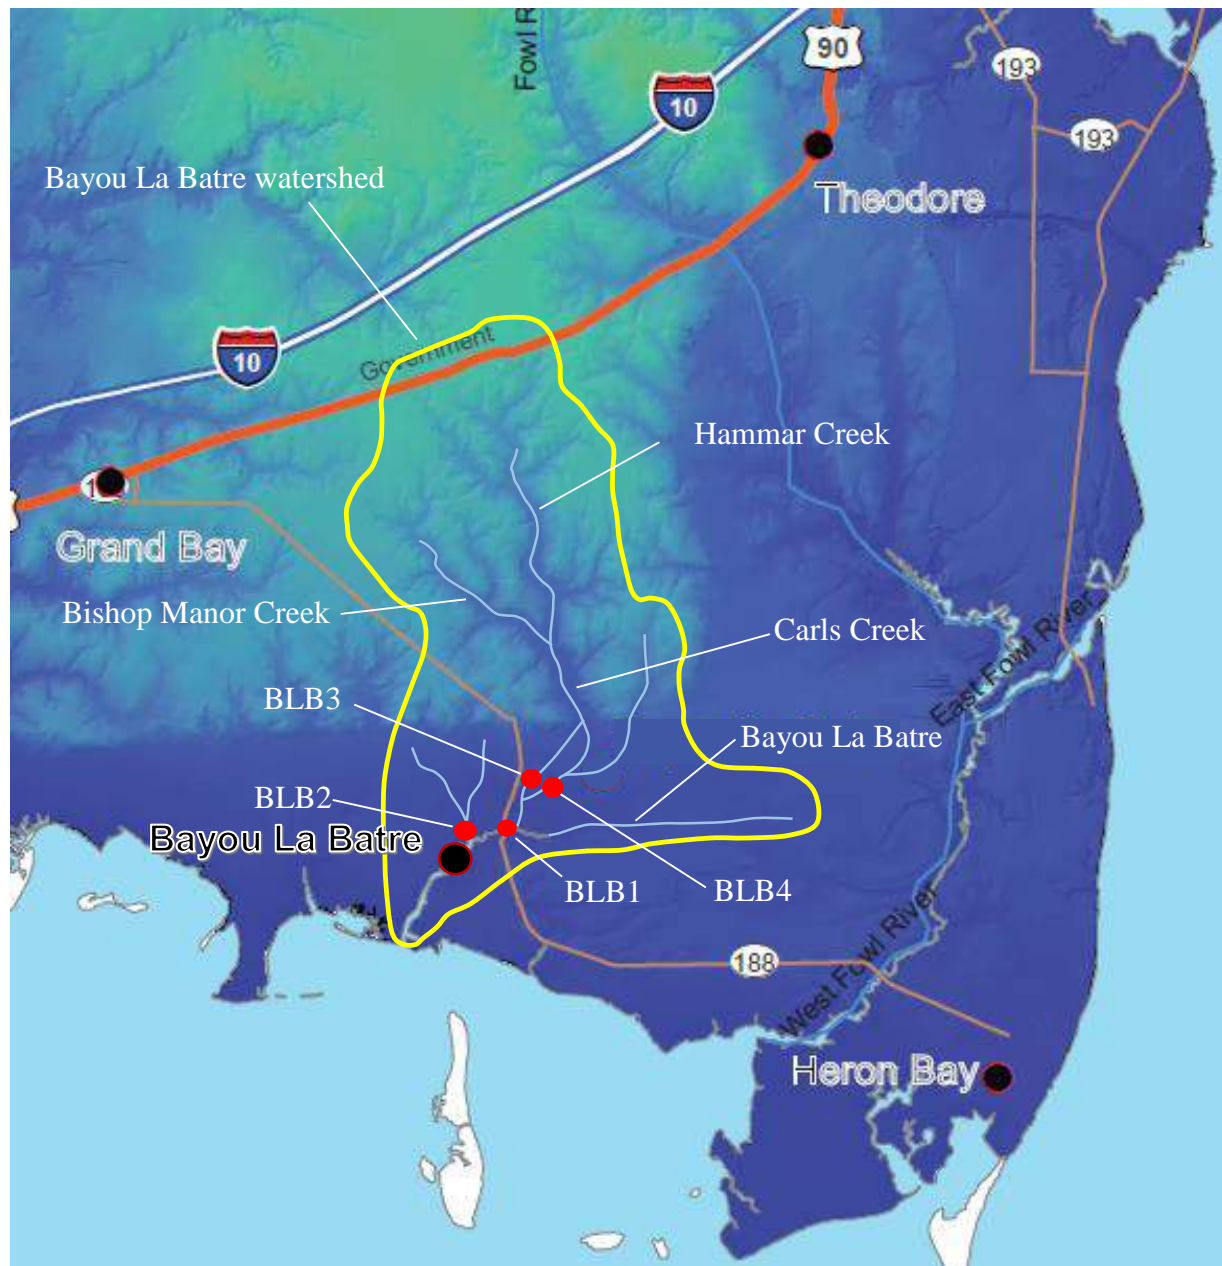 Fowl R
90
193
10
193
Bayou La Batre watershed
Theodore
10
Government
Hammar Creek
Grand Bay
Bishop Manor Creek
Carls Creek
East Fowl River
BLB3
Bayou La Batre
BLB2
Bayou La Batre
BLB1
BLB4
188
West Fowl River
Heron Bay